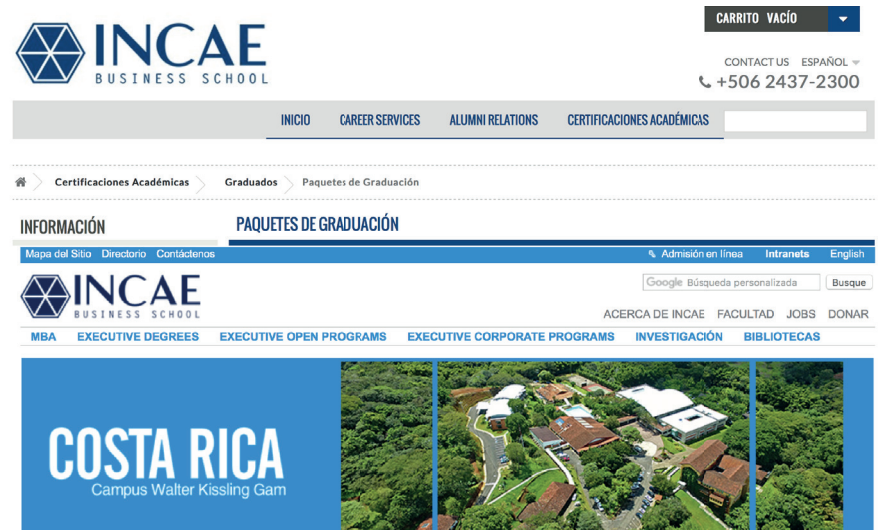 CARRITO VACÍO
INCAE
BUSINESS SCHOOL
CONTACT US ESPAÑOL
+506 2437-2300
INICIO CAREER SERVICES ALUMNI RELATIONS CERTIFICACIONES ACADÉMICAS
Certificaciones Académicas Graduados Paquetes de Graduación
INFORMACIÓN PAQUETES DE GRADUACIÓN
Mapa del Sitio Directorio Contáctenos Admisión en línea Intranets English
INCAE
BUSINESS SCHOOL
Google Búsqueda personalizada Busque
ACERCA DE INCAE FACULTAD JOBS DONAR
MBA EXECUTIVE DEGREES EXECUTIVE OPEN PROGRAMS EXECUTIVE CORPORATE PROGRAMS INVESTIGACIÓN BIBLIOTECAS
COSTA RICA
Campus Walter Kissling Gam